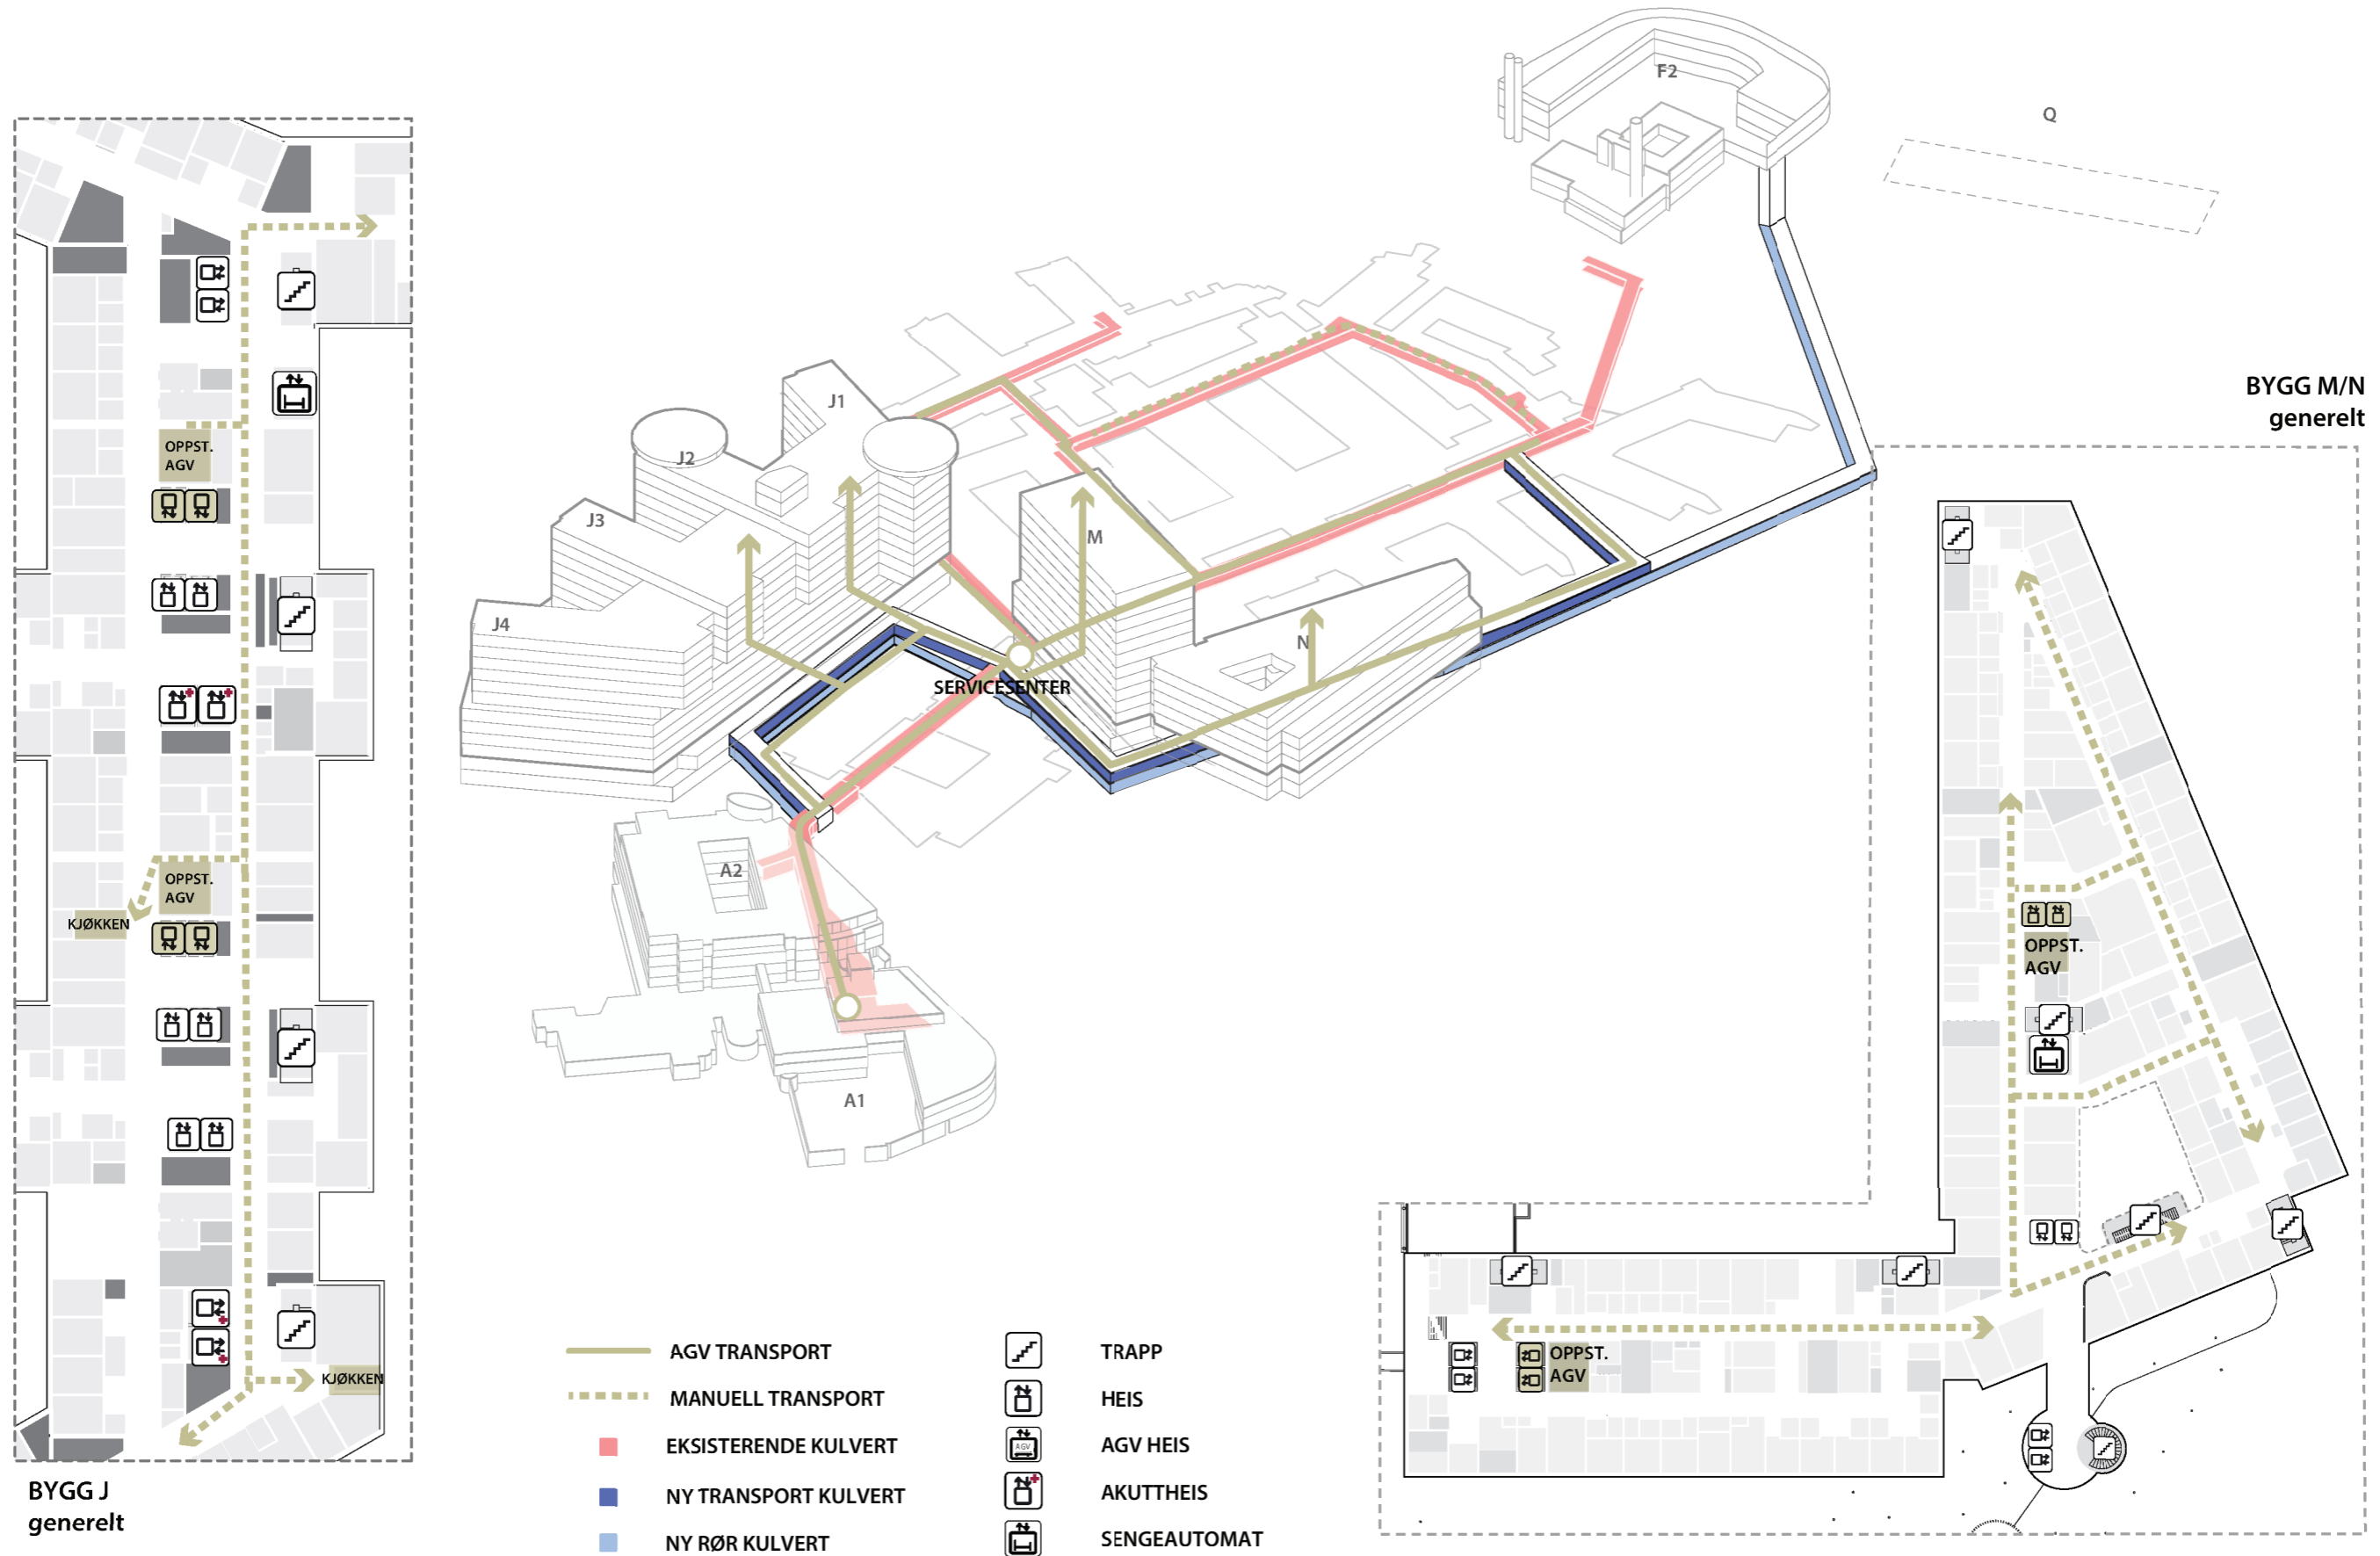 F2
Q
BYGG M/N
generelt
J1
J2
J3
J4
M
N
SERVICESENTER
A2
A1
OPPST.
AGV
OPPST.
AGV
KJØKKEN
KJØKKEN
BYGG J
generelt
OPPST.
AGV
OPPST.
AGV
AGV TRANSPORT
MANUELL TRANSPORT
EKSISTERENDE KULVERT
NY TRANSPORT KULVERT
NY RØR KULVERT
TRAPP
HEIS
AGV
AGV HEIS
AKUTTHEIS
SENGEAUTOMAT